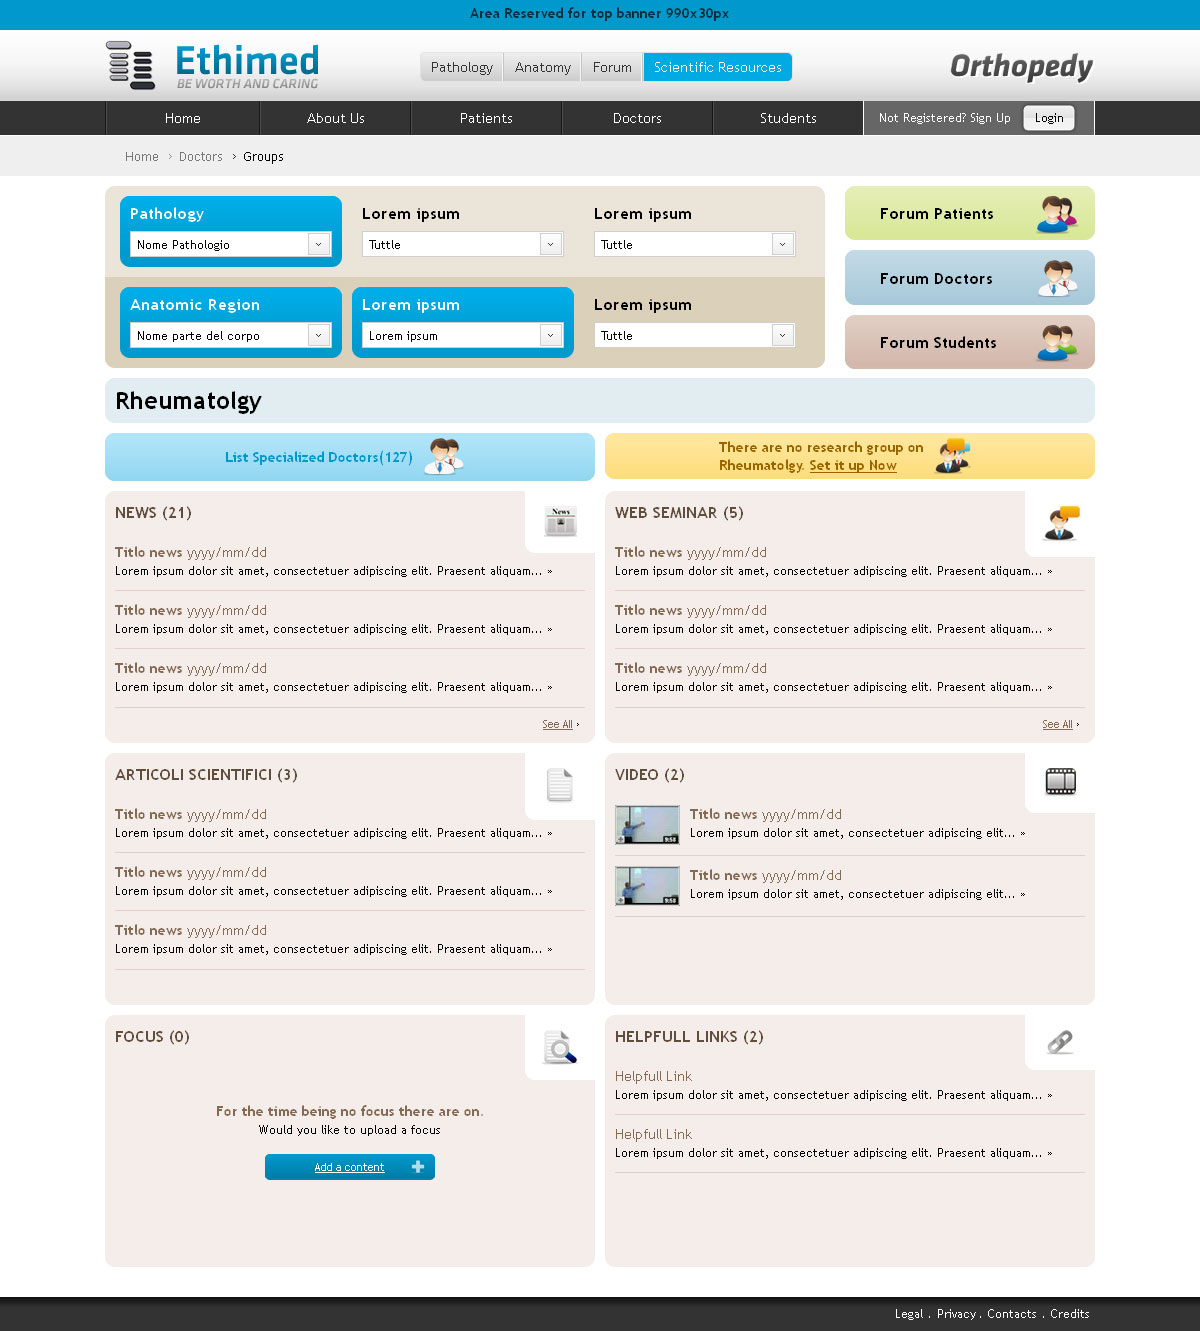 Area Reserved for top banner 990x30px
Ethimed
BE WORTH AND CARING
Pathology Anatomy Forum Scientific Resources
Orthopedy
Home About Us Patients Doctors Students Not Registered? Sign Up Login
Home › Doctors › Groups
Pathology Lorem ipsum Lorem ipsum
Nome Pathologio Tuttle Tuttle
Anatomic Region Lorem ipsum Lorem ipsum
Nome parte del corpo Lorem ipsum Tuttle
Forum Patients
Forum Doctors
Forum Students
Rheumatolgy
List Specialized Doctors(127)
There are no research group on
Rheumatolgy. Set it up Now
NEWS (21)
News
Titlo news yyyy/mm/dd
Lorem ipsum dolor sit amet, consectetuer adipiscing elit. Praesent aliquam... »
Titlo news yyyy/mm/dd
Lorem ipsum dolor sit amet, consectetuer adipiscing elit. Praesent aliquam... »
Titlo news yyyy/mm/dd
Lorem ipsum dolor sit amet, consectetuer adipiscing elit. Praesent aliquam... »
See All ›
WEB SEMINAR (5)
Titlo news yyyy/mm/dd
Lorem ipsum dolor sit amet, consectetuer adipiscing elit. Praesent aliquam... »
Titlo news yyyy/mm/dd
Lorem ipsum dolor sit amet, consectetuer adipiscing elit. Praesent aliquam... »
Titlo news yyyy/mm/dd
Lorem ipsum dolor sit amet, consectetuer adipiscing elit. Praesent aliquam... »
See All ›
ARTICOLI SCIENTIFICI (3)
Titlo news yyyy/mm/dd
Lorem ipsum dolor sit amet, consectetuer adipiscing elit. Praesent aliquam... »
Titlo news yyyy/mm/dd
Lorem ipsum dolor sit amet, consectetuer adipiscing elit. Praesent aliquam... »
Titlo news yyyy/mm/dd
Lorem ipsum dolor sit amet, consectetuer adipiscing elit. Praesent aliquam... »
VIDEO (2)
Titlo news yyyy/mm/dd
Lorem ipsum dolor sit amet, consectetuer adipiscing elit... »
9:58
Titlo news yyyy/mm/dd
Lorem ipsum dolor sit amet, consectetuer adipiscing elit... »
9:58
FOCUS (0)
For the time being no focus there are on.
Would you like to upload a focus
Add a content
HELPFULL LINKS (2)
Helpfull Link
Lorem ipsum dolor sit amet, consectetuer adipiscing elit. Praesent aliquam... »
Helpfull Link
Lorem ipsum dolor sit amet, consectetuer adipiscing elit. Praesent aliquam... »
Legal . Privacy . Contacts . Credits